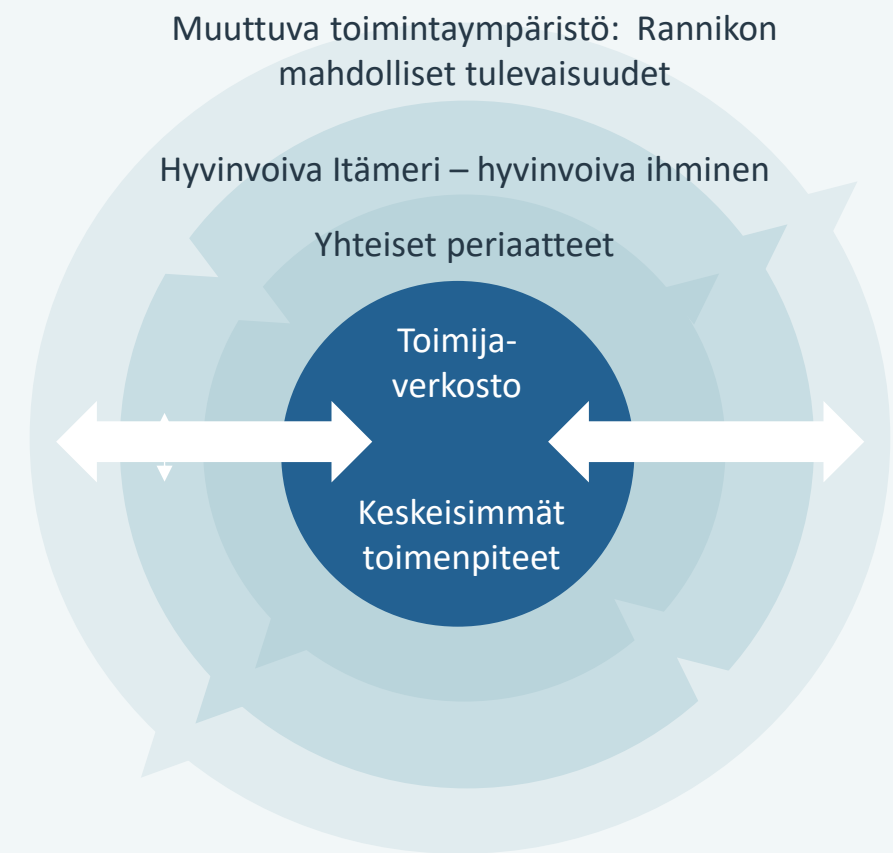 Muuttuva toimintaympäristö: Rannikon
mahdolliset tulevaisuudet
Hyvinvoiva Itämeri – hyvinvoiva ihminen
Yhteiset periaatteet
Toimija-
verkosto
Keskeisimmät
toimenpiteet